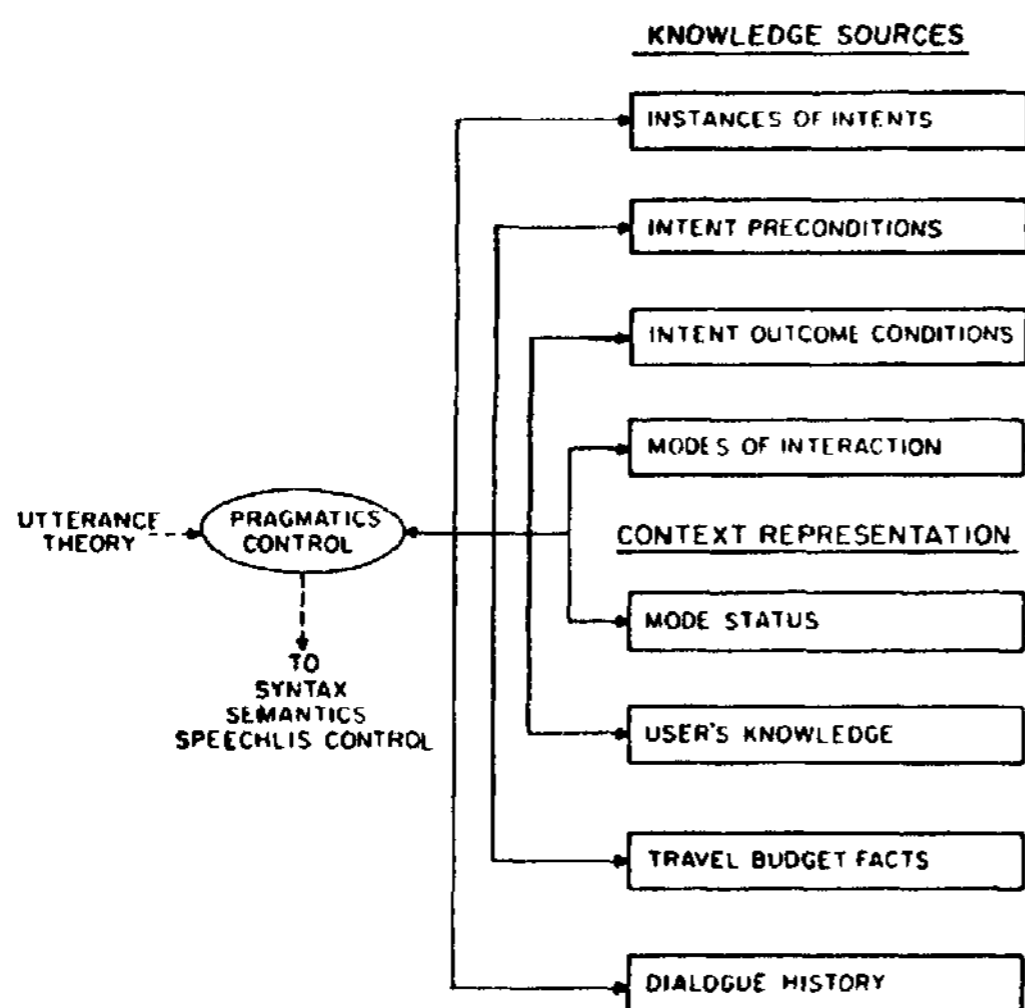 KNOWLEDGE SOURCES
INSTANCES OF INTENTS
INTENT PRECONDITIONS
INTENT OUTCOME CONDITIONS
MODES OF INTERACTION
UTTERANCE
THEORY
PRAGMATICS
CONTROL
CONTEXT REPRESENTATION
MODE STATUS
TO
SYNTAX
SEMANTICS
SPEECHLIS CONTROL
USER'S KNOWLEDGE
TRAVEL BUDGET FACTS
DIALOGUE HISTORY